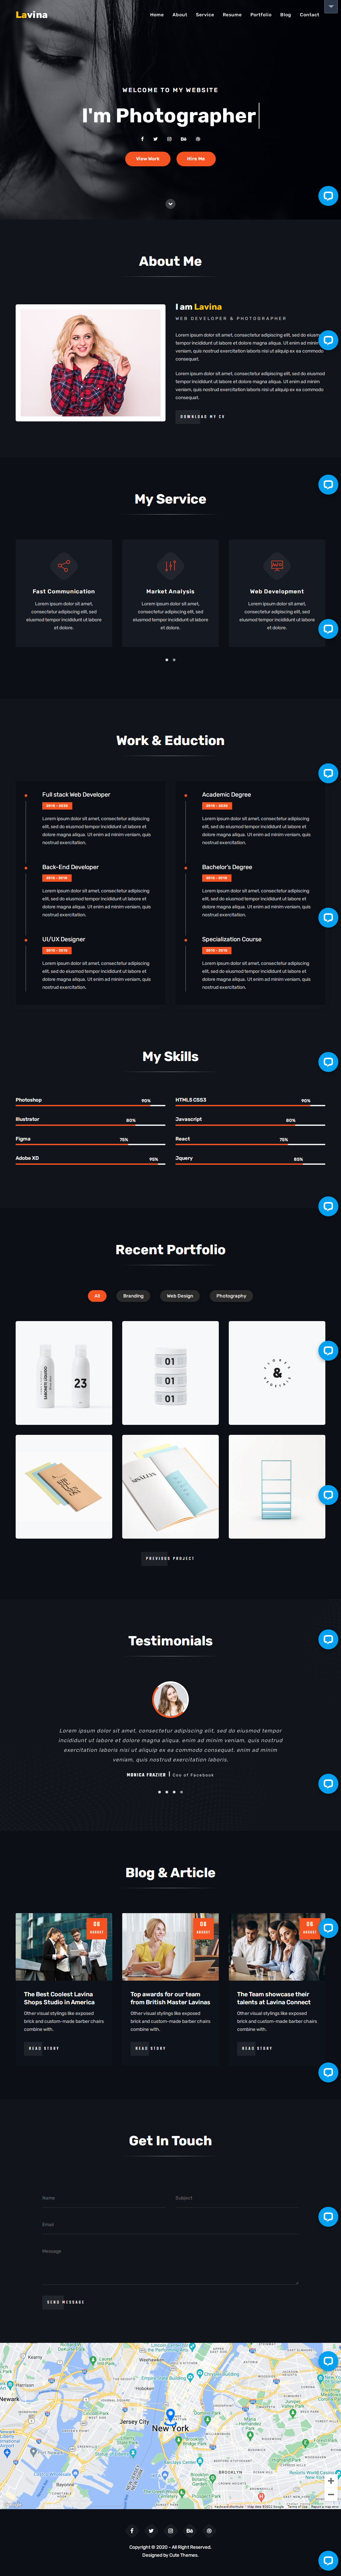 Lavina
Home About Service Resume Portfolio Blog Contact
WELCOME TO MY WEBSITE
I'm Photographer
View Work Hire Me
About Me
I am Lavina
WEB DEVELOPER & PHOTOGRAPHER
Lorem ipsum dolor sit amet, consectetur adipiscing elit, sed do eiusmod
tempor incididunt ut labore et dolore magna aliqua. Ut enim ad minim
veniam, quis nostrud exercitation laboris nisi ut aliquip ex ea commodo
consequat.
Lorem ipsum dolor sit amet, consectetur adipiscing elit, sed do eiusmod
tempor incididunt ut labore et dolore magna aliqua. Ut enim ad minim
veniam, quis nostrud exercitation laboris nisi ut aliquip ex ea commodo
consequat.
DOWNLOAD MY CV
My Service
Fast Communication
Lorem ipsum dolor sit amet,
consectetur adipiscing elit, sed do
eiusmod tempor incididunt ut labore
et dolore.
Market Analysis
Lorem ipsum dolor sit amet,
consectetur adipiscing elit, sed do
eiusmod tempor incididunt ut labore
et dolore.
Web Development
Lorem ipsum dolor sit amet,
consectetur adipiscing elit, sed do
eiusmod tempor incididunt ut labore
et dolore.
Work & Eduction
Full stack Web Developer
Lorem ipsum dolor sit amet, consectetur adipiscing
elit, sed do eiusmod tempor incididunt ut labore et
dolore magna aliqua. Ut enim ad minim veniam, quis
nostrud exercitation.
Back-End Developer
Lorem ipsum dolor sit amet, consectetur adipiscing
elit, sed do eiusmod tempor incididunt ut labore et
dolore magna aliqua. Ut enim ad minim veniam, quis
nostrud exercitation.
UI/UX Designer
Lorem ipsum dolor sit amet, consectetur adipiscing
elit, sed do eiusmod tempor incididunt ut labore et
dolore magna aliqua. Ut enim ad minim veniam, quis
nostrud exercitation.
Academic Degree
Lorem ipsum dolor sit amet, consectetur adipiscing
elit, sed do eiusmod tempor incididunt ut labore et
dolore magna aliqua. Ut enim ad minim veniam, quis
nostrud exercitation.
Bachelor's Degree
Lorem ipsum dolor sit amet, consectetur adipiscing
elit, sed do eiusmod tempor incididunt ut labore et
dolore magna aliqua. Ut enim ad minim veniam, quis
nostrud exercitation.
Specialization Course
Lorem ipsum dolor sit amet, consectetur adipiscing
elit, sed do eiusmod tempor incididunt ut labore et
dolore magna aliqua. Ut enim ad minim veniam, quis
nostrud exercitation.
My Skills
Photoshop 90%
Illustrator 80%
Figma 75%
Adobe XD 95%
HTML5 CSS3 90%
Javascript 80%
React 75%
Jquery 85%
Recent Portfolio
All Branding Web Design Photography
23
01
01
01
&
PREVIOUS PROJECT
Testimonials
Lorem ipsum dolor sit amet, consectetur adipiscing elit, sed do eiusmod tempor
incididunt ut labore et dolore magna aliqua. enim ad minim veniam, quis nostrud
exercitation laboris nisi ut aliquip ex ea commodo consequat. enim ad minim
veniam, quis nostrud exercitation laboris.
MONICA FRAZIER | Coo of Facebook
Blog & Article
06
AUGUST
The Best Coolest Lavina
Shops Studio in America
Other visual stylings like exposed
brick and custom-made barber chairs
combine with.
READ STORY
06
AUGUST
Top awards for our team
from British Master Lavinas
Other visual stylings like exposed
brick and custom-made barber chairs
combine with.
READ STORY
06
AUGUST
The Team showcase their
talents at Lavina Connect
Other visual stylings like exposed
brick and custom-made barber chairs
combine with.
READ STORY
Get In Touch
Name
Subject
Email
Message
SEND MESSAGE
Kearny
Harrison
Newark
Hoboken
Jersey City
New York
Bayonne
BROOKLYN
Copyright © 2020 - All Right Reserved.
Designed by Cute Themes.